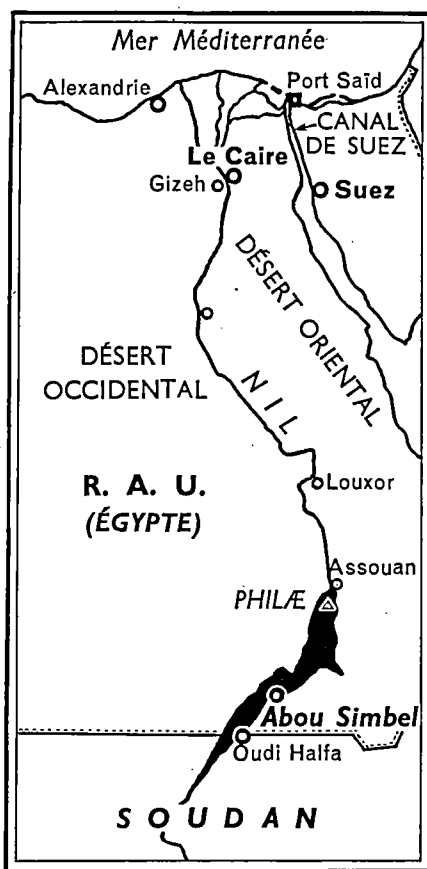 Mer Méditerranée
Alexandrie
Port Saïd
CANAL
DE SUEZ
Le Caire
Gizeh
Suez
DÉSERT ORIENTAL
DÉSERT
OCCIDENTAL
NIL
R. A. U.
(ÉGYPTE)
Louxor
Assouan
PHILÆ
Abou Simbel
Oudi Halfa
SOUDAN